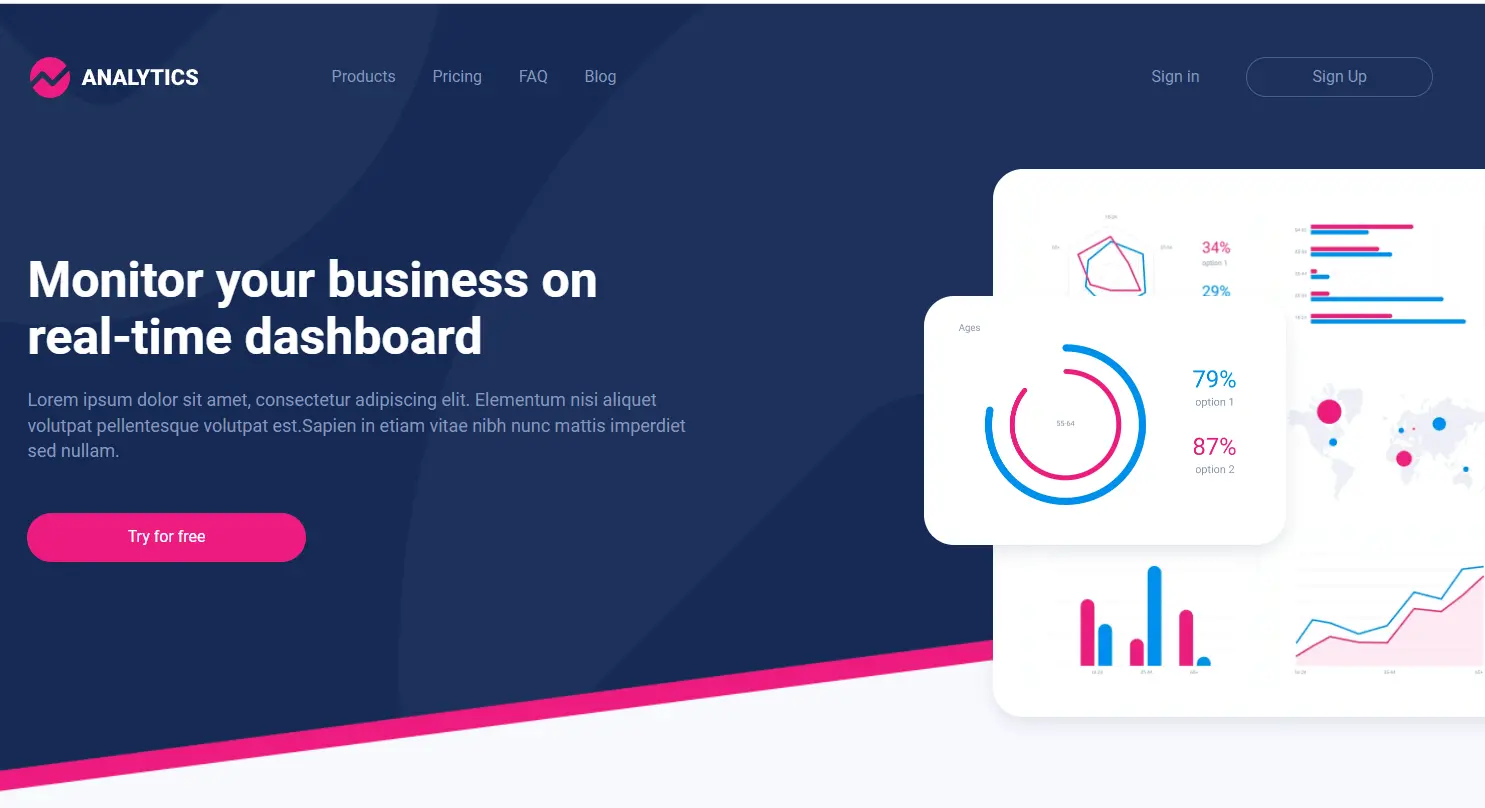 ANALYTICS
Products
Pricing
FAQ
Blog
Sign in
Sign Up
Monitor your business on
real-time dashboard
Lorem ipsum dolor sit amet, consectetur adipiscing elit. Elementum nisi aliquet
volutpat pellentesque volutpat est.Sapien in etiam vitae nibh nunc mattis imperdiet
sed nullam.
Try for free
34%
option 1
29%
Ages
55-64
79%
option 1
87%
option 2